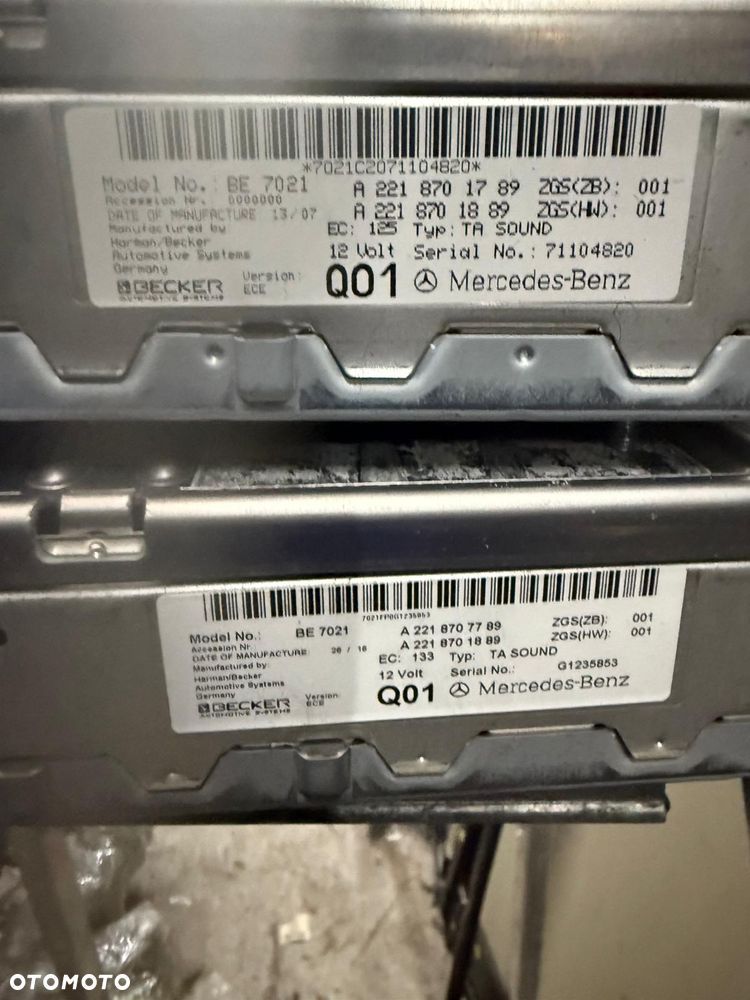 *7021C2071104820*
Model No.: BE 7021 A 221 870 17 89 ZGS(ZB): 001
Accession Nr. 0000000 A 221 870 18 89 ZGS(HW): 001
DATE OF MANUFACTURE 13/07 EC: 125 Typ: TA SOUND
Manufactured by
Harman/Becker 12 Volt Serial No.: 71104820
Automotive Systems
Germany
BECKER Version: Q01 Mercedes-Benz
AUTOMOTIVE SYSTEMS ECE
Model No.: BE 7021 A 221 870 77 89 ZGS(ZB): 001
Accession Nr. A 221 870 18 89 ZGS(HW): 001
DATE OF MANUFACTURE: 26 / 16 EC: 133 Typ: TA SOUND
Manufactured by: 12 Volt Serial No.: G1235853
Harman/Becker
Automotive Systems
Germany Q01 Mercedes-Benz
BECKER Version:
AUTOMOTIVE SYSTEMS ECE
OTOMOTO